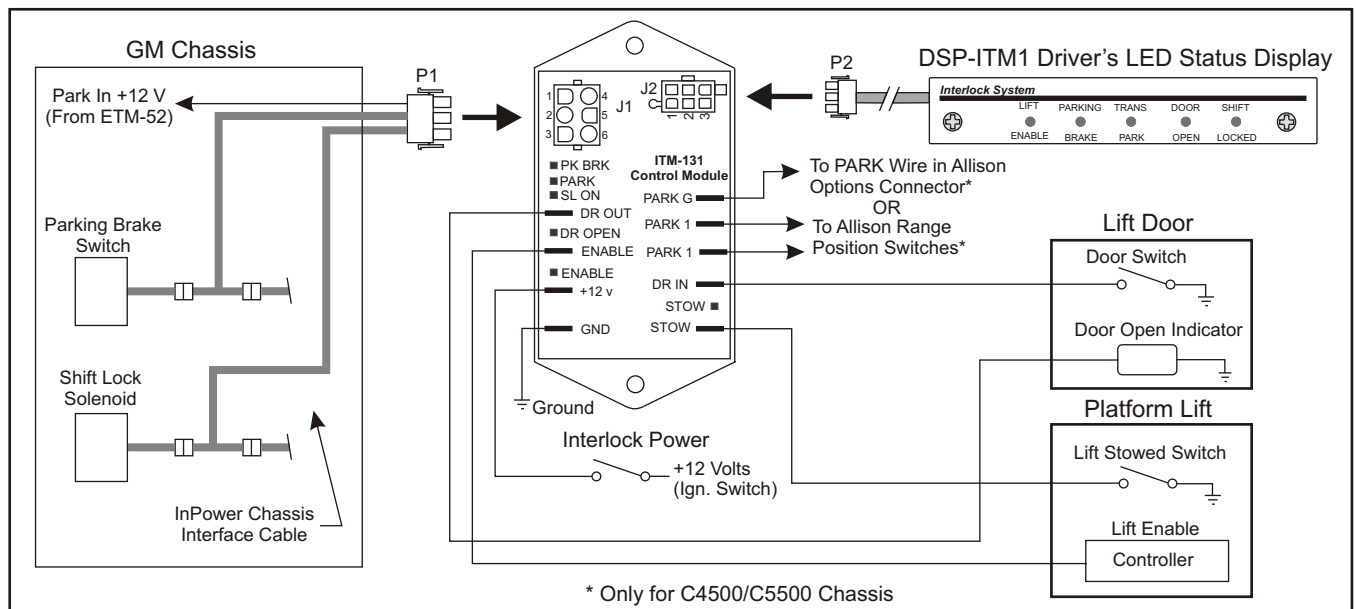 GM Chassis
Park In +12 V
(From ETM-52)
P1
Parking Brake
Switch
Shift Lock
Solenoid
InPower Chassis
Interface Cable
J1
1
2
3
4
5
6
J2
1
2
3
ITM-131
Control Module
PK BRK
PARK
SL ON
DR OUT
DR OPEN
ENABLE
ENABLE
+12 v
GND
PARK G
PARK 1
PARK 1
DR IN
STOW
STOW
Ground
Interlock Power
+12 Volts
(Ign. Switch)
P2
DSP-ITM1 Driver's LED Status Display
Interlock System
LIFT PARKING TRANS DOOR SHIFT
ENABLE BRAKE PARK OPEN LOCKED
To PARK Wire in Allison
Options Connector*
OR
To Allison Range
Position Switches*
Lift Door
Door Switch
Door Open Indicator
Platform Lift
Lift Stowed Switch
Lift Enable
Controller
* Only for C4500/C5500 Chassis